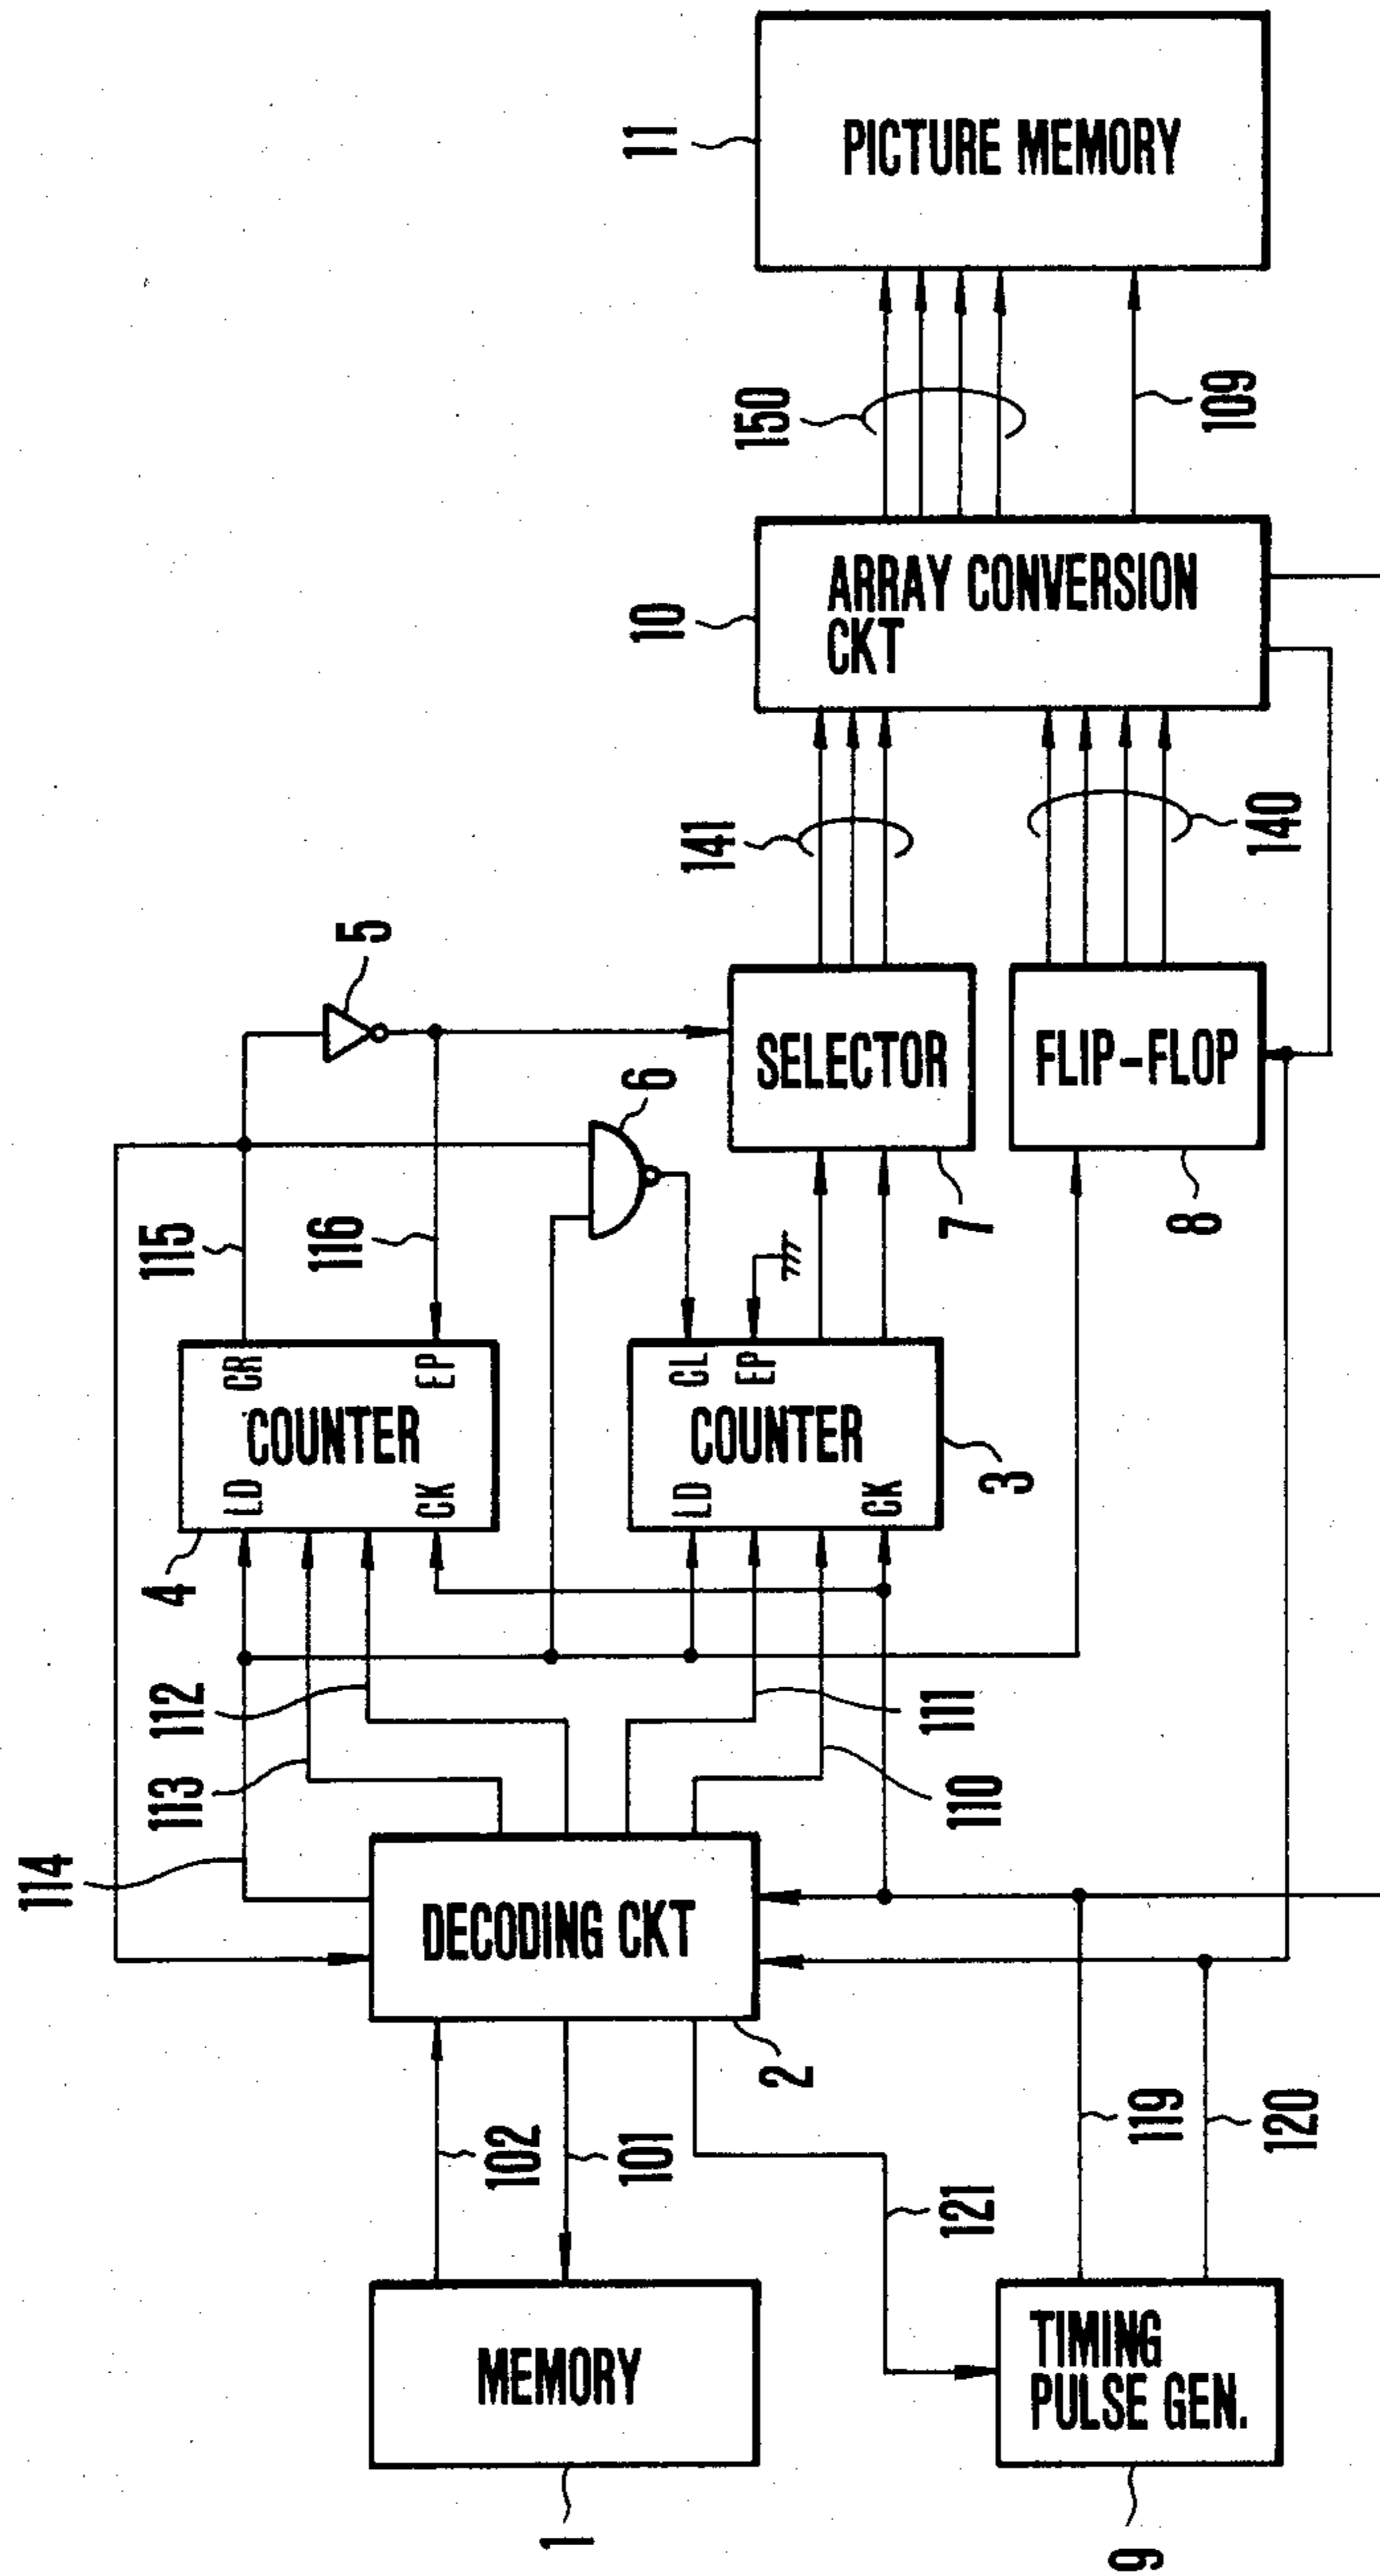 11
PICTURE MEMORY
150
109
10
ARRAY CONVERSION
CKT
141
140
5
6
SELECTOR
7
FLIP-FLOP
8
115
116
CR
EP
COUNTER
LD
CK
4
CL
EP
COUNTER
LD
CK
3
112
113
111
110
114
DECODING CKT
2
102
101
121
119
120
MEMORY
1
TIMING
PULSE GEN.
9